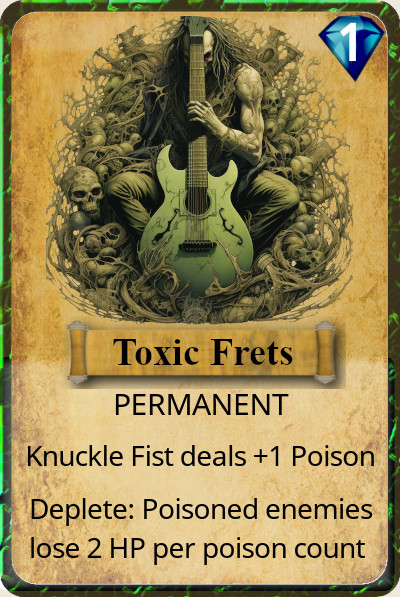 1
Toxic Frets
PERMANENT
Knuckle Fist deals +1 Poison
Deplete: Poisoned enemies
lose 2 HP per poison count